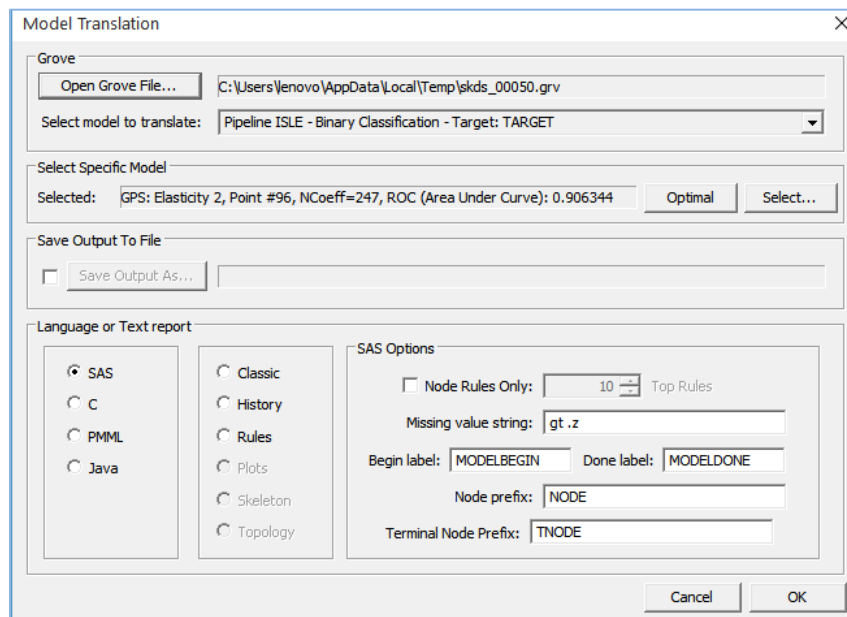 Model Translation
Grove
Open Grove File...
C:\Users\lenovo\AppData\Local\Temp\skds_00050.grv
Select model to translate:
Pipeline ISLE - Binary Classification - Target: TARGET
Select Specific Model
Selected:
GPS: Elasticity 2, Point #96, NCoeff=247, ROC (Area Under Curve): 0.906344
Optimal
Select...
Save Output To File
Save Output As...
Language or Text report
SAS
C
PMML
Java
Classic
History
Rules
Plots
Skeleton
Topology
SAS Options
Node Rules Only:
10
Top Rules
Missing value string:
gt .z
Begin label:
MODELBEGIN
Done label:
MODELDONE
Node prefix:
NODE
Terminal Node Prefix:
TNODE
Cancel
OK